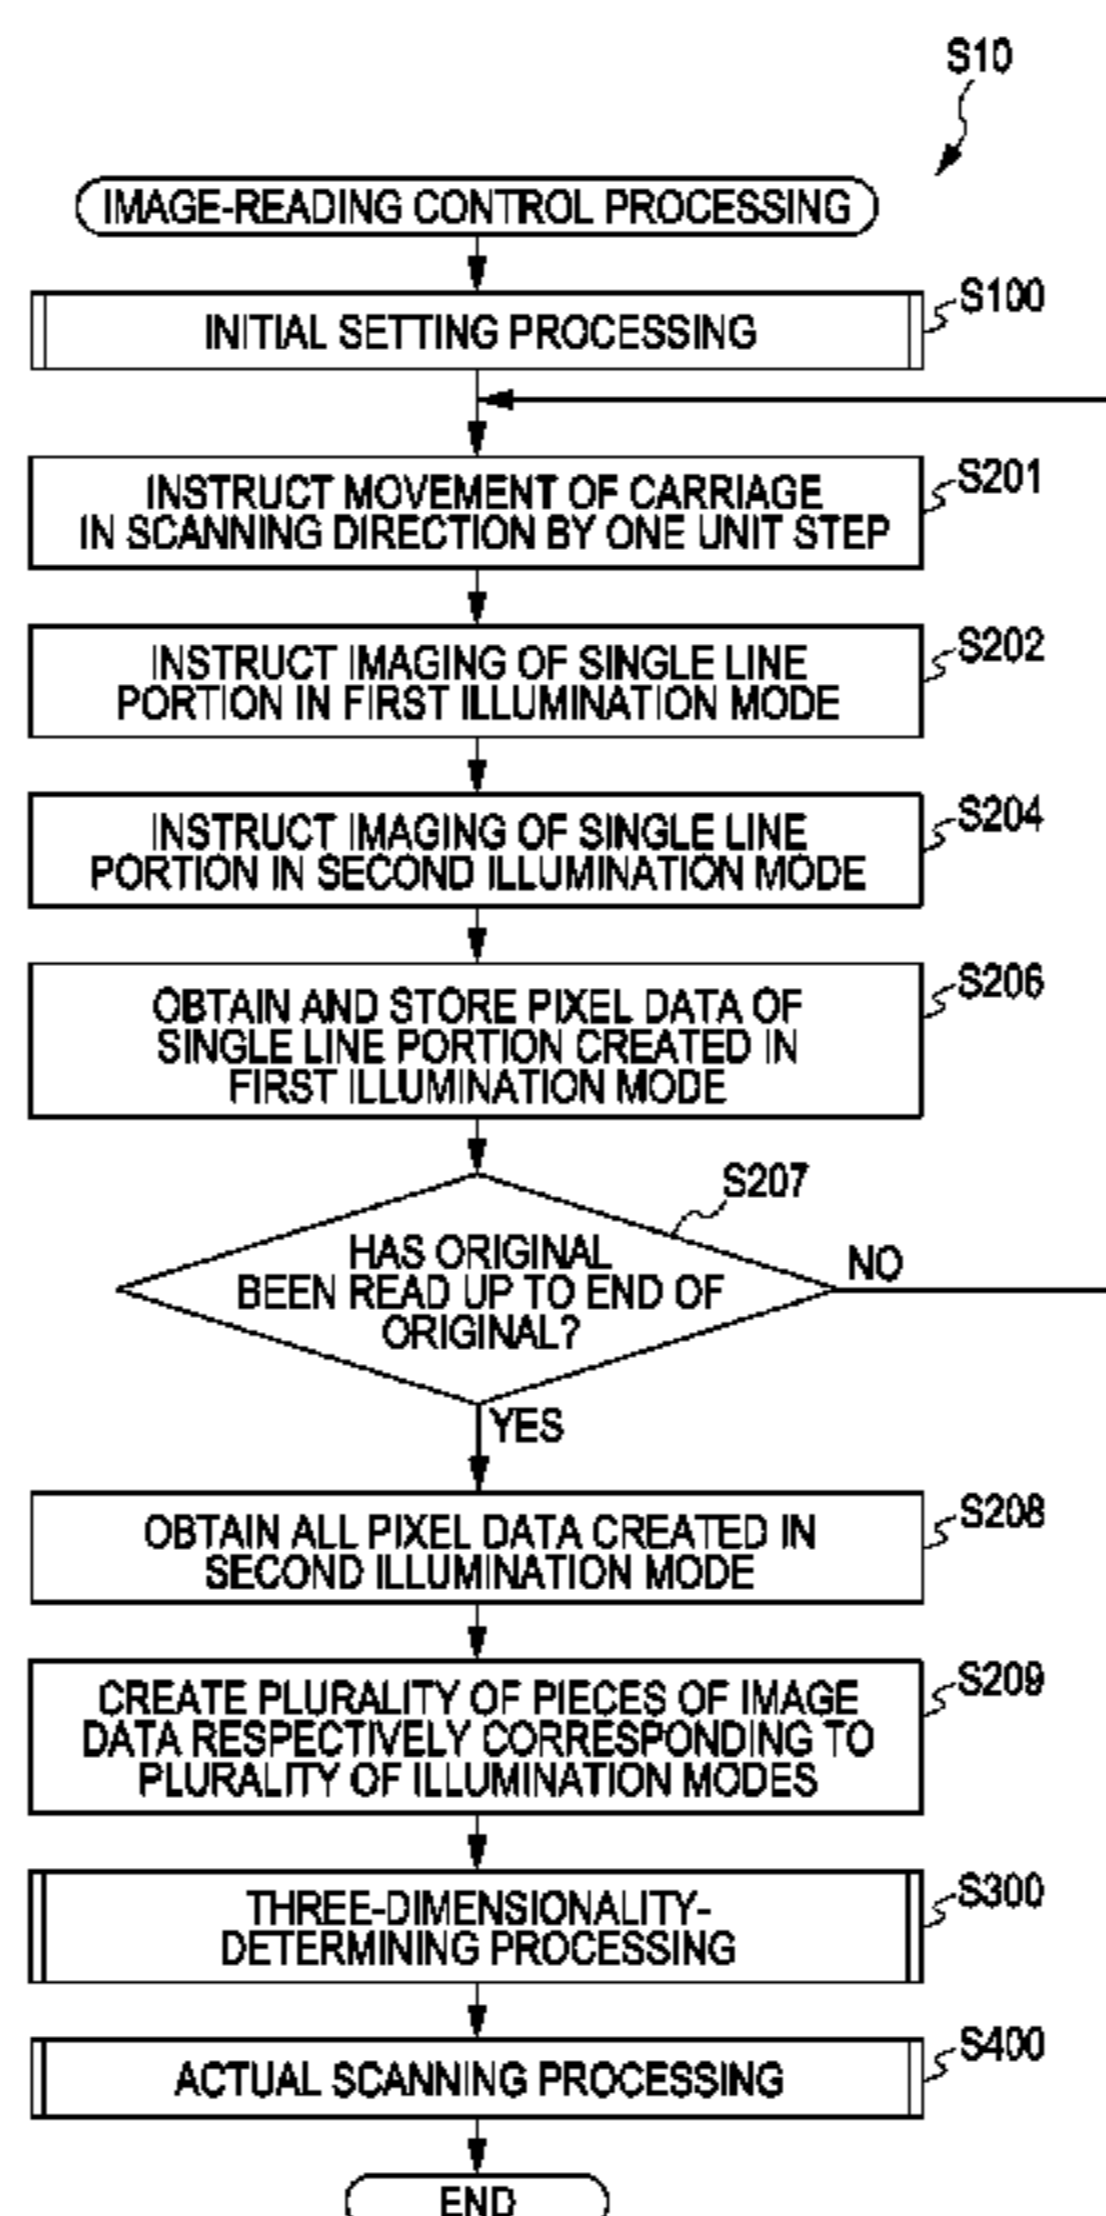 S10
IMAGE-READING CONTROL PROCESSING
S100
INITIAL SETTING PROCESSING
S201
INSTRUCT MOVEMENT OF CARRIAGE
IN SCANNING DIRECTION BY ONE UNIT STEP
S202
INSTRUCT IMAGING OF SINGLE LINE
PORTION IN FIRST ILLUMINATION MODE
S204
INSTRUCT IMAGING OF SINGLE LINE
PORTION IN SECOND ILLUMINATION MODE
S206
OBTAIN AND STORE PIXEL DATA OF
SINGLE LINE PORTION CREATED IN
FIRST ILLUMINATION MODE
S207
HAS ORIGINAL
BEEN READ UP TO END OF
ORIGINAL?
NO
YES
S208
OBTAIN ALL PIXEL DATA CREATED IN
SECOND ILLUMINATION MODE
S209
CREATE PLURALITY OF PIECES OF IMAGE
DATA RESPECTIVELY CORRESPONDING TO
PLURALITY OF ILLUMINATION MODES
S300
THREE-DIMENSIONALITY-
DETERMINING PROCESSING
S400
ACTUAL SCANNING PROCESSING
END